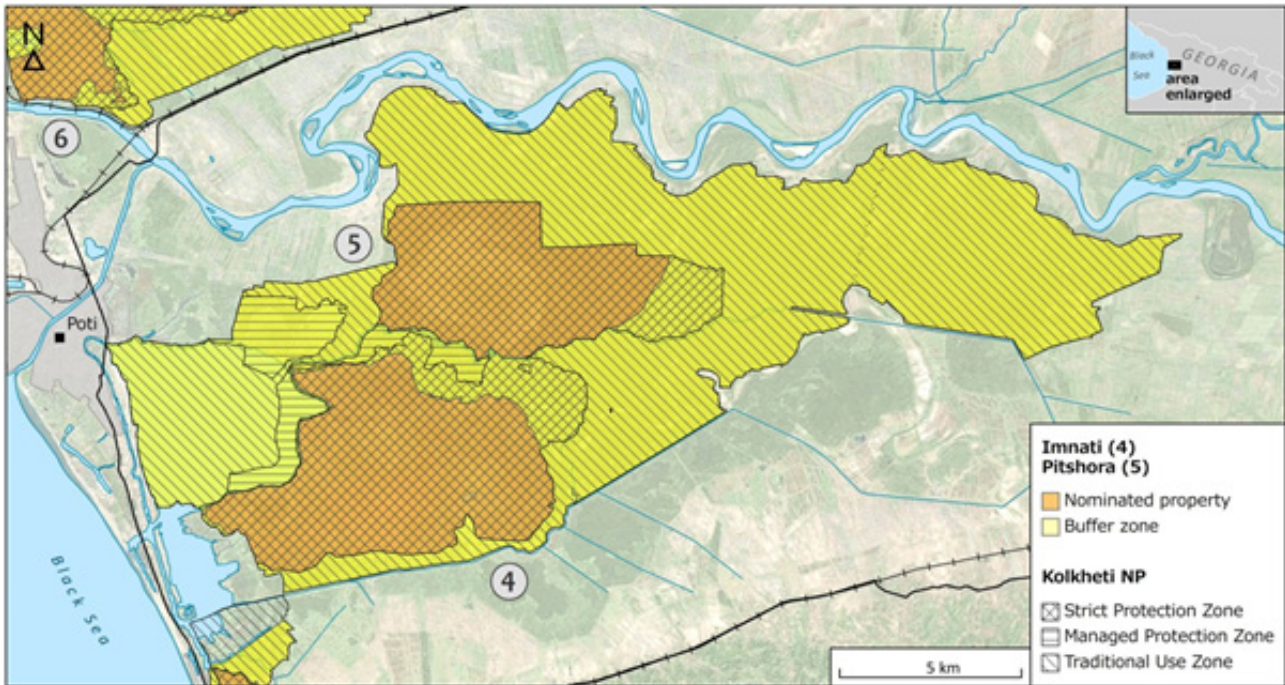 N
Black
Sea
GEORGIA
area
enlarged
6
5
Poti
4
Black Sea
Imnati (4)
Pitshora (5)
Nominated property
Buffer zone
Kolkheti NP
Strict Protection Zone
Managed Protection Zone
Traditional Use Zone
5 km